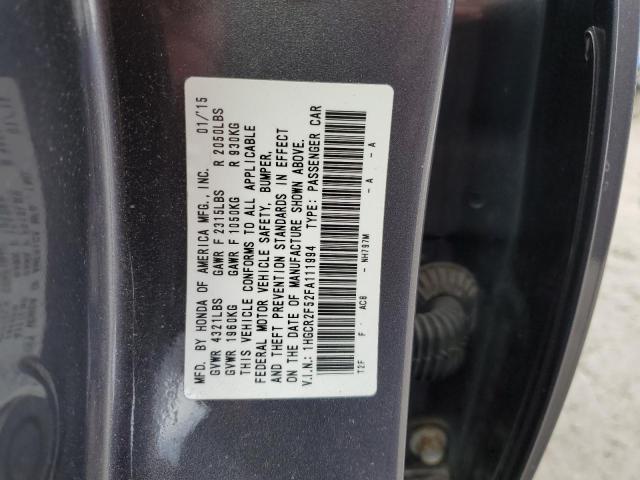 MFD. BY HONDA OF AMERICA MFG., INC. 01/'15
GVWR 4321LBS GAWR F 2315LBS R 2050LBS
GVWR 1960KG GAWR F 1050KG R 930KG
THIS VEHICLE CONFORMS TO ALL APPLICABLE
FEDERAL MOTOR VEHICLE SAFETY, BUMPER,
AND THEFT PREVENTION STANDARDS IN EFFECT
ON THE DATE OF MANUFACTURE SHOWN ABOVE.
V.I.N.: 1HGCR2F52FA111994 TYPE: PASSENGER CAR
T2F F AC8 - NH797M - A - A